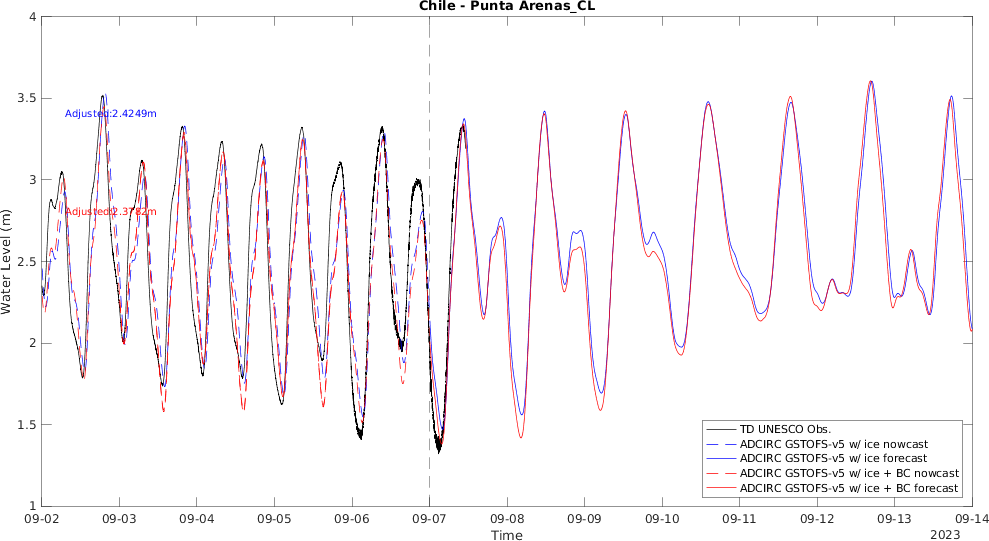 Chile - Punta Arenas_CL
4
3.5
3
2.5
2
1.5
1
Water Level (m)
Adjusted:2.4249m
Adjusted:2.3782m
TD UNESCO Obs.
ADCIRC GSTOFS-v5 w/ ice nowcast
ADCIRC GSTOFS-v5 w/ ice forecast
ADCIRC GSTOFS-v5 w/ ice + BC nowcast
ADCIRC GSTOFS-v5 w/ ice + BC forecast
09-02 09-03 09-04 09-05 09-06 09-07 09-08 09-09 09-10 09-11 09-12 09-13 09-14
Time
2023